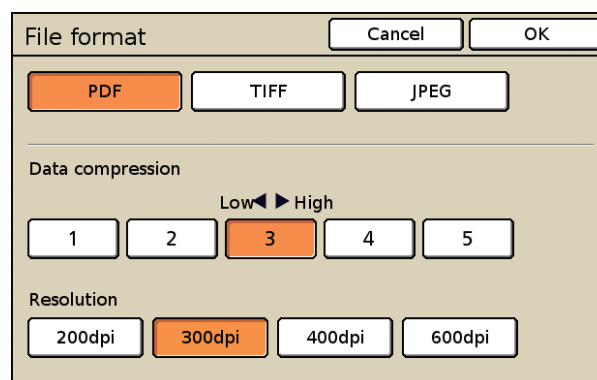 File format Cancel OK
PDF TIFF JPEG
Data compression
Low◀ ▶High
1 2 3 4 5
Resolution
200dpi 300dpi 400dpi 600dpi